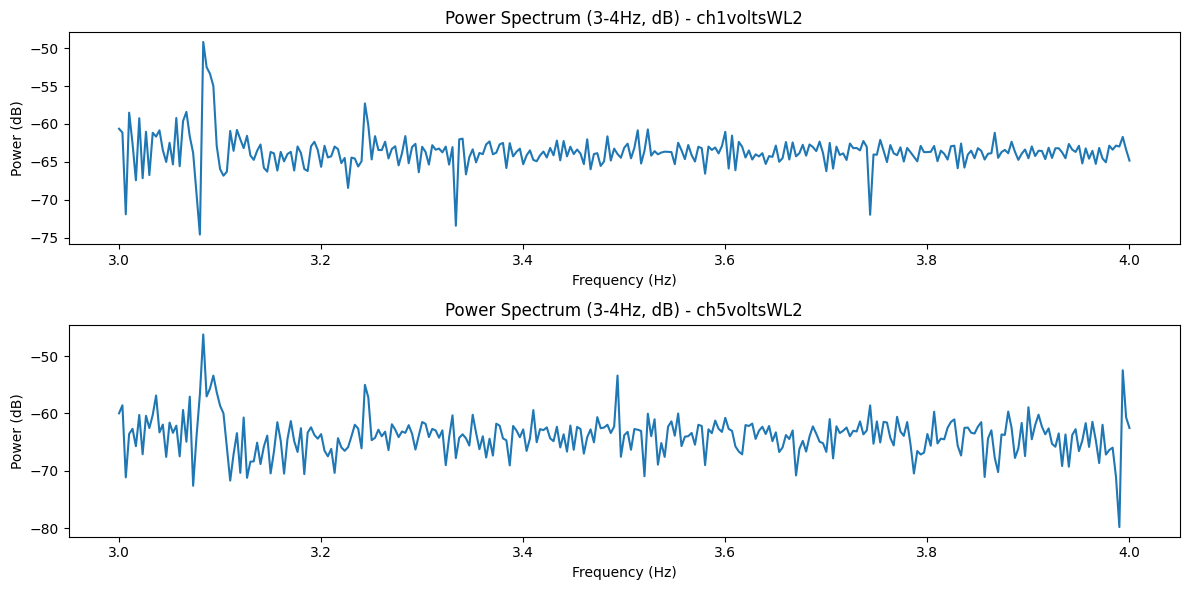 Power Spectrum (3-4Hz, dB) - ch1voltsWL2
Power (dB)
−50
−55
−60
−65
−70
−75
3.0 3.2 3.4 3.6 3.8 4.0
Frequency (Hz)
Power Spectrum (3-4Hz, dB) - ch5voltsWL2
Power (dB)
−50
−60
−70
−80
3.0 3.2 3.4 3.6 3.8 4.0
Frequency (Hz)